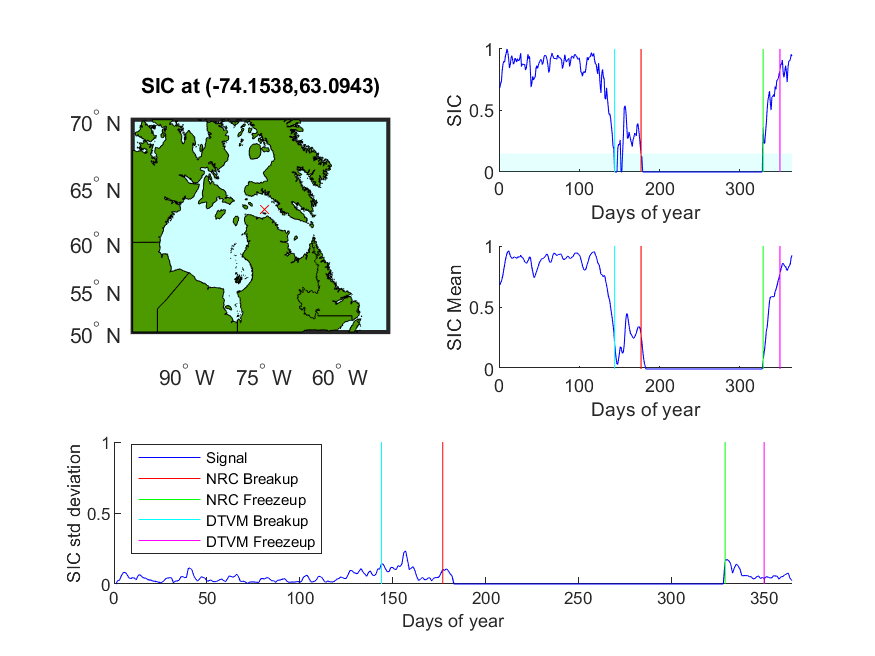 SIC at (-74.1538,63.0943)
70° N
65° N
60° N
55° N
50° N
90° W 75° W 60° W
SIC
1
0.5
0
0 100 200 300
Days of year
SIC Mean
1
0.5
0
0 100 200 300
Days of year
SIC std deviation
1
0.5
0
Signal
NRC Breakup
NRC Freezeup
DTVM Breakup
DTVM Freezeup
0 50 100 150 200 250 300 350
Days of year